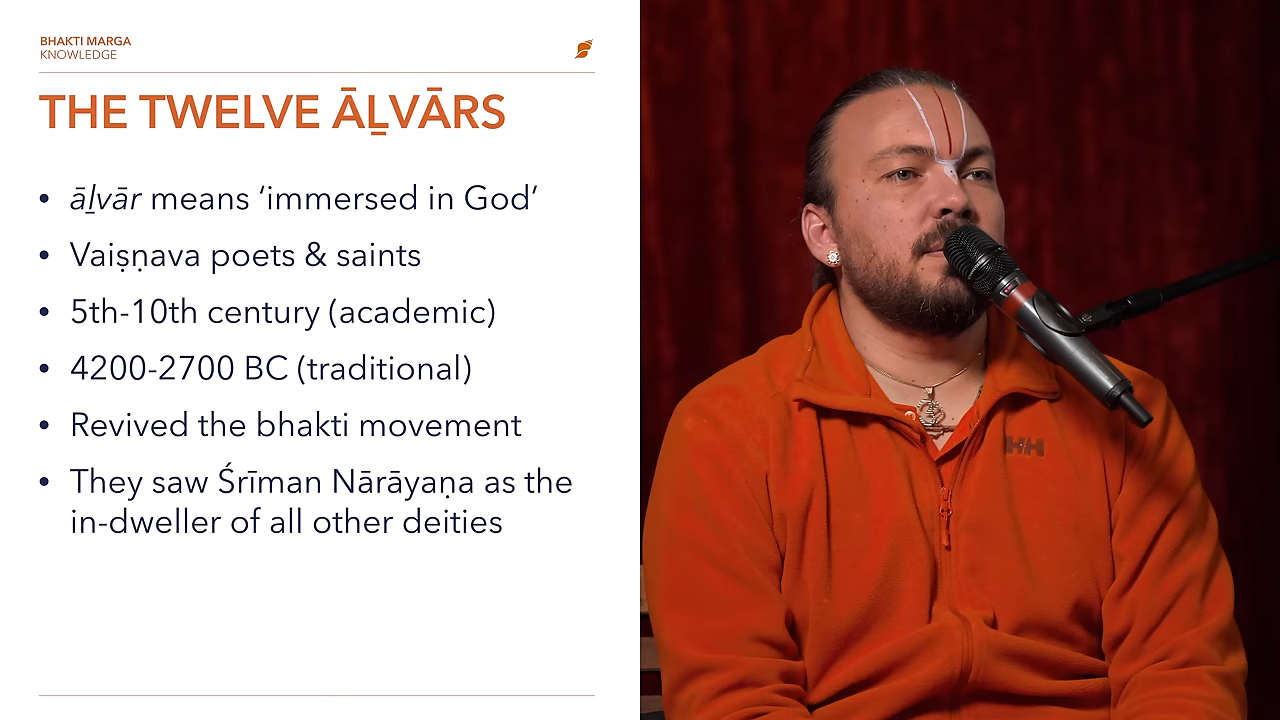 BHAKTI MARGA
KNOWLEDGE
THE TWELVE ĀḺVĀRS
• āḻvār means ‘immersed in God’
• Vaiṣṇava poets & saints
• 5th-10th century (academic)
• 4200-2700 BC (traditional)
• Revived the bhakti movement
• They saw Śrīman Nārāyaṇa as the
in-dweller of all other deities
HH